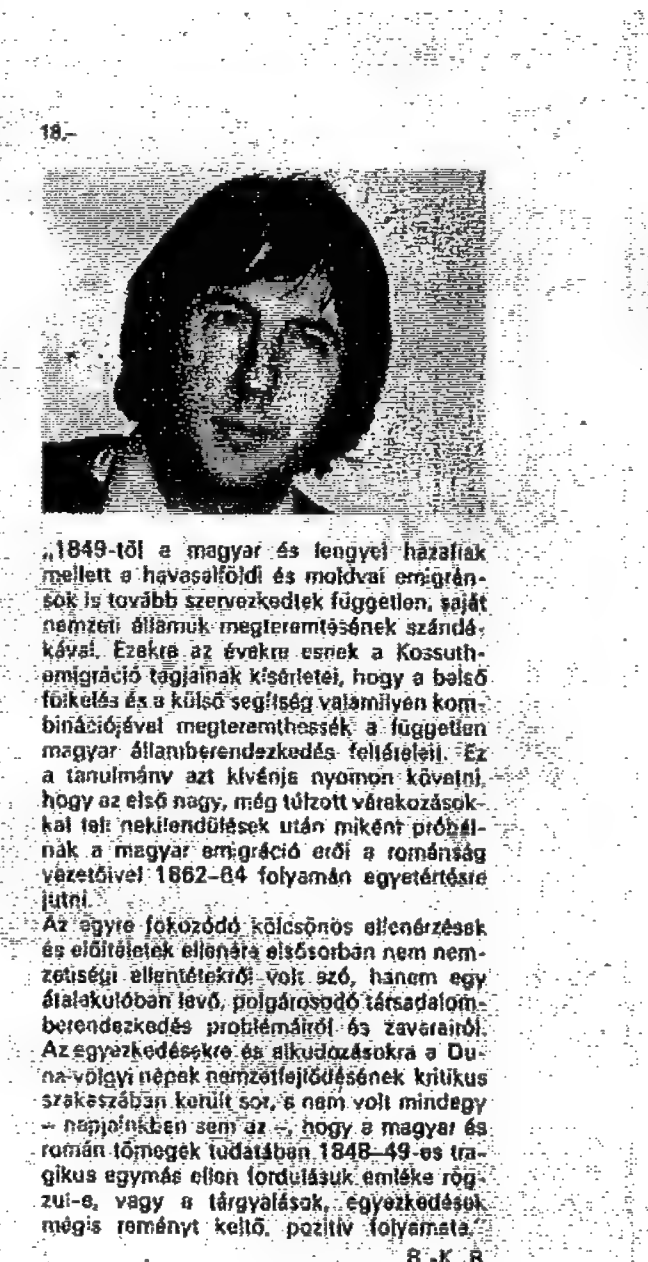 18,–
„1849-től a magyar és lengyel hazafiak
mellett a havasalföldi és moldvai emigrán-
sok is tovább szervezkedtek független, saját
nemzeti államuk megteremtésének szándé-
kával. Ezekre az évekre esnek a Kossuth-
emigráció tagjainak kísérletei, hogy a belső
fölkelés és a külső segítség valamilyen kom-
binációjával megteremthessék a független
magyar államberendezkedés feltételeit. Ez
a tanulmány azt kívánja nyomon követni,
hogy az első nagy, még túlzott várakozások-
kal teli nekilendülések után miként próbál-
nák a magyar emigráció erői a románság
vezetőivel 1862–64 folyamán egyetértésre
jutni.
Az egyre fokozódó kölcsönös ellenérzések
és előítéletek ellenére elsősorban nem nem-
zetiségi ellentétekről volt szó, hanem egy
átalakulóban levő, polgárosodó társadalom-
berendezkedés problémáiról és zavarairól.
Az egyezkedésekre és alkudozásokra a Du-
na-völgyi népek nemzetfejlődésének kritikus
szakaszában került sor, s nem volt mindegy
– napjainkban sem az –, hogy a magyar és
román tömegek tudatában 1848–49-es tra-
gikus egymás ellen fordulásuk emléke rög-
zül-e, vagy a tárgyalások, egyezkedések
mégis reményt keltő, pozitív folyamata."
B.-K. B.